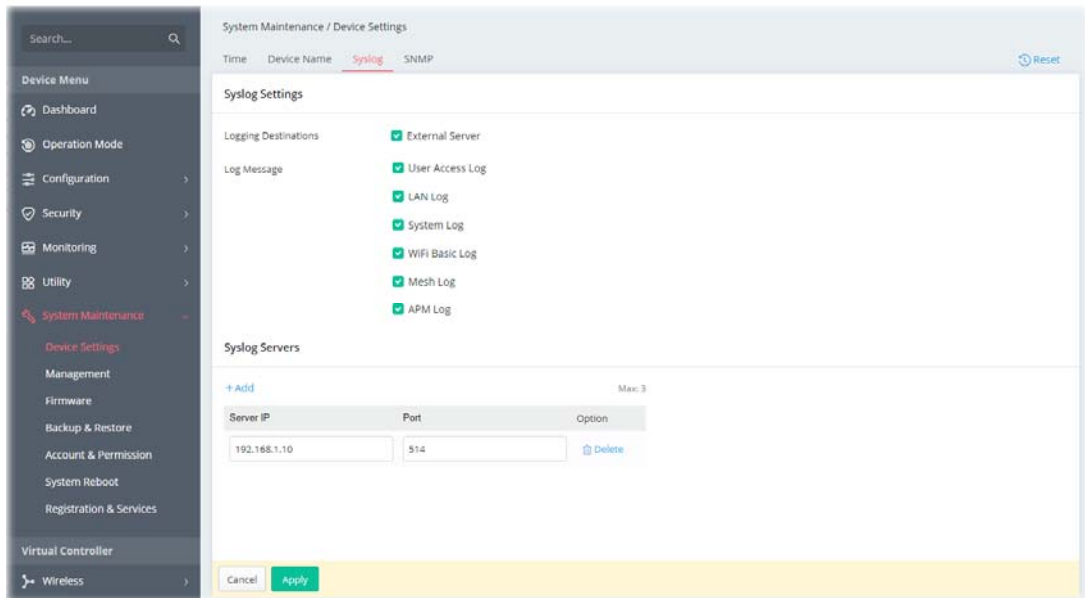 Search...
Device Menu
Dashboard
Operation Mode
Configuration
Security
Monitoring
Utility
System Maintenance
Device Settings
Management
Firmware
Backup & Restore
Account & Permission
System Reboot
Registration & Services
Virtual Controller
Wireless
System Maintenance / Device Settings
Time Device Name Syslog SNMP Reset
Syslog Settings
Logging Destinations External Server
Log Message User Access Log
LAN Log
System Log
WiFi Basic Log
Mesh Log
APM Log
Syslog Servers
+Add Max: 3
Server IP Port Option
192.168.1.10 514 Delete
Cancel Apply